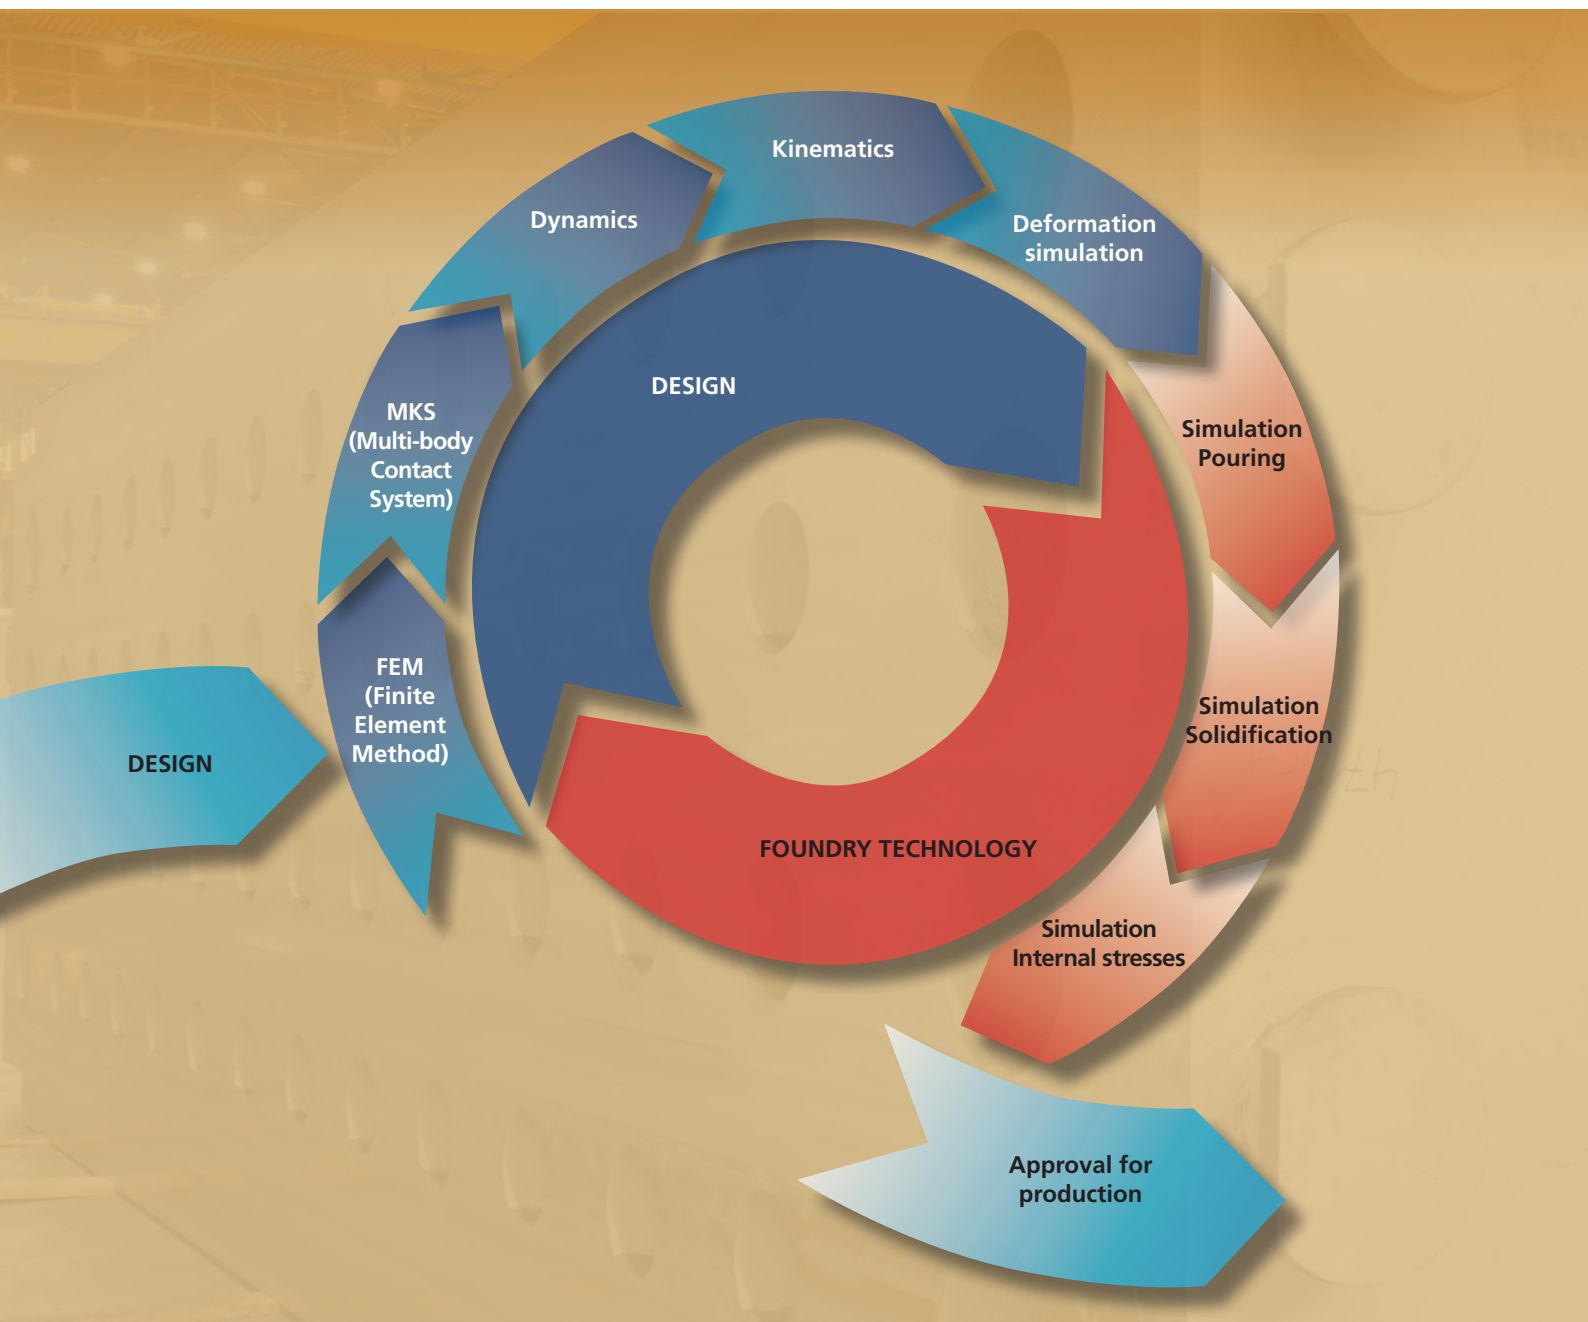 DESIGN
FEM
(Finite
Element
Method)
MKS
(Multi-body
Contact
System)
Dynamics
Kinematics
Deformation
simulation
Simulation
Pouring
Simulation
Solidification
Simulation
Internal stresses
DESIGN
FOUNDRY TECHNOLOGY
Approval for
production